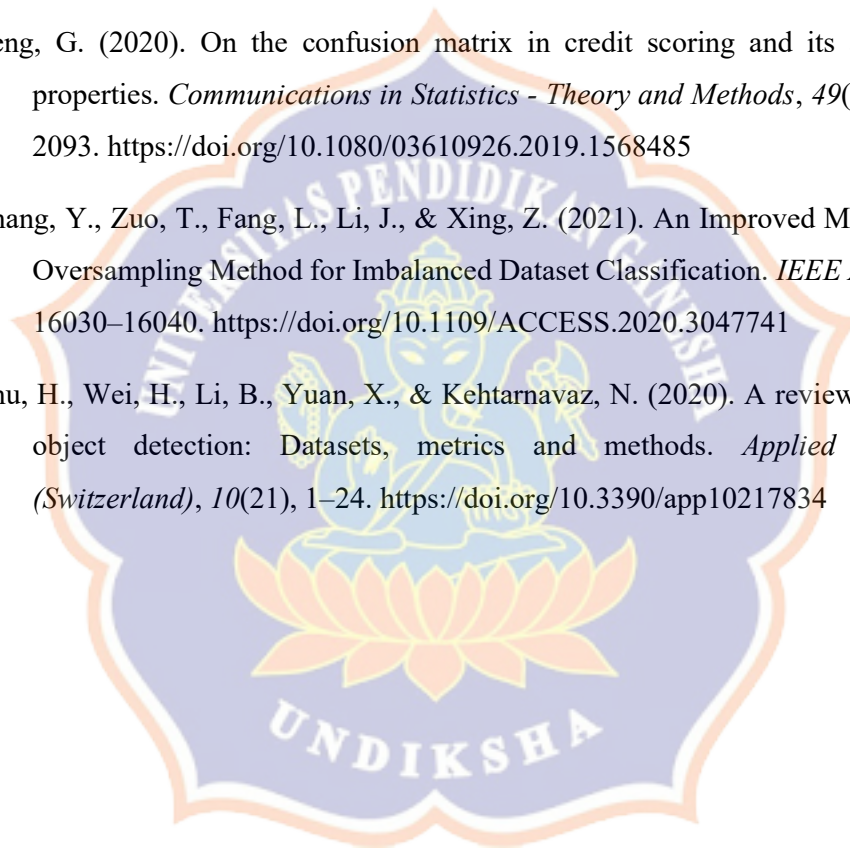 eng, G. (2020). On the confusion matrix in credit scoring and its
properties. Communications in Statistics - Theory and Methods, 49(
2093. https://doi.org/10.1080/03610926.2019.1568485
hang, Y., Zuo, T., Fang, L., Li, J., & Xing, Z. (2021). An Improved M
Oversampling Method for Imbalanced Dataset Classification. IEEE
16030–16040. https://doi.org/10.1109/ACCESS.2020.3047741
hu, H., Wei, H., Li, B., Yuan, X., & Kehtarnavaz, N. (2020). A review
object detection: Datasets, metrics and methods. Applied
(Switzerland), 10(21), 1–24. https://doi.org/10.3390/app10217834
UNIVERSITAS PENDIDIKAN GANESHA
UNDIKSHA